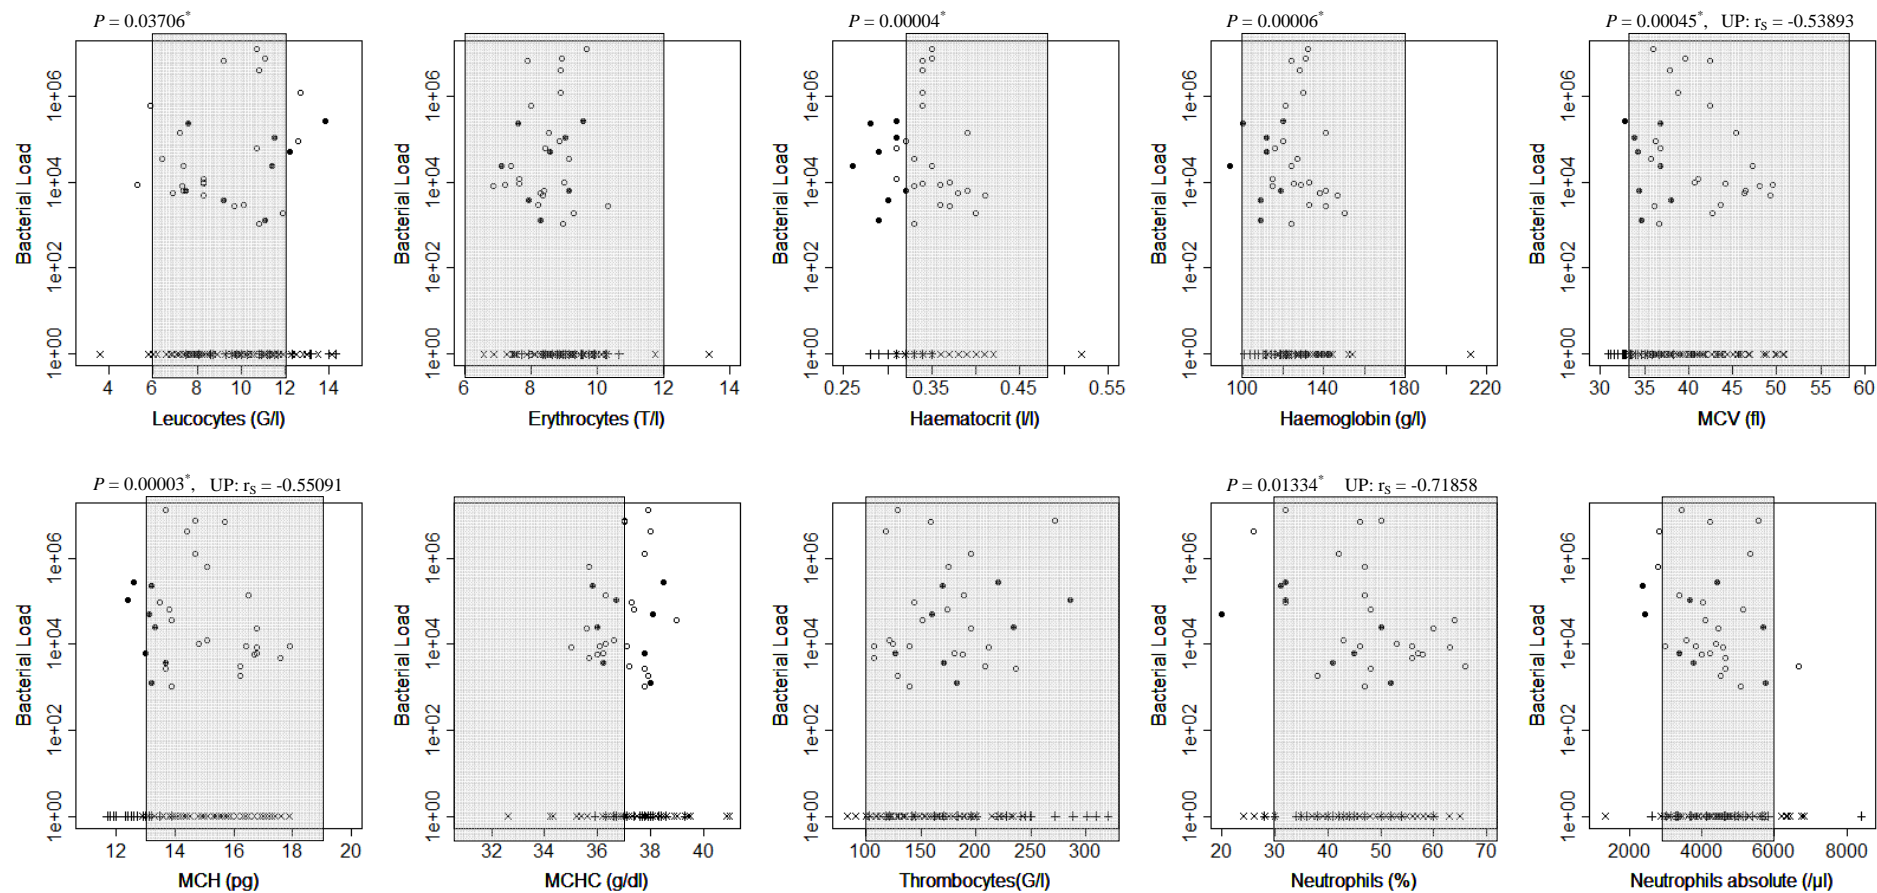 P = 0.03706*
P = 0.00004*
P = 0.00006*
P = 0.00045*, UP: rS = -0.53893
Bacterial Load
1e+00 1e+02 1e+04 1e+06
4 6 8 10 12 14
Leucocytes (G/l)
Bacterial Load
1e+00 1e+02 1e+04 1e+06
6 8 10 12 14
Erythrocytes (T/l)
Bacterial Load
1e+00 1e+02 1e+04 1e+06
0.25 0.35 0.45 0.55
Haematocrit (l/l)
Bacterial Load
1e+00 1e+02 1e+04 1e+06
100 140 180 220
Haemoglobin (g/l)
Bacterial Load
1e+00 1e+02 1e+04 1e+06
30 35 40 45 50 55 60
MCV (fl)
P = 0.00003*, UP: rS = -0.55091
P = 0.01334* UP: rS = -0.71858
Bacterial Load
1e+00 1e+02 1e+04 1e+06
12 14 16 18 20
MCH (pg)
Bacterial Load
1e+00 1e+02 1e+04 1e+06
32 34 36 38 40
MCHC (g/dl)
Bacterial Load
1e+00 1e+02 1e+04 1e+06
100 150 200 250 300
Thrombocytes(G/l)
Bacterial Load
1e+00 1e+02 1e+04 1e+06
20 30 40 50 60 70
Neutrophils (%)
Bacterial Load
1e+00 1e+02 1e+04 1e+06
2000 4000 6000 8000
Neutrophils absolute (/µl)